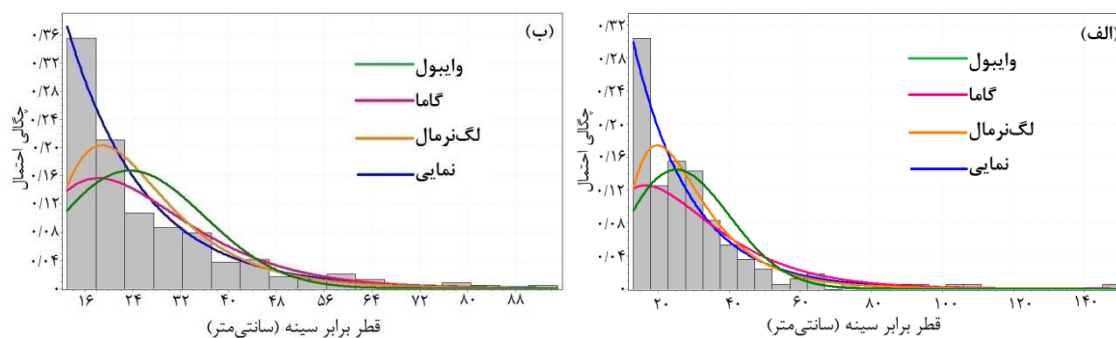 (الف)
وایبول
گاما
لگ‌نرمال
نمایی
چگالی احتمال
۰/۳۲
۰/۲۸
۰/۲۴
۰/۲۰
۰/۱۶
۰/۱۲
۰/۰۸
۰/۰۴
۰
۲۰ ۴۰ ۶۰ ۸۰ ۱۰۰ ۱۲۰ ۱۴۰
قطر برابر سینه (سانتی‌متر)
(ب)
وایبول
گاما
لگ‌نرمال
نمایی
چگالی احتمال
۰/۳۶
۰/۳۲
۰/۲۸
۰/۲۴
۰/۲۰
۰/۱۶
۰/۱۲
۰/۰۸
۰/۰۴
۰
۱۶ ۲۴ ۳۲ ۴۰ ۴۸ ۵۶ ۶۴ ۷۲ ۸۰ ۸۸
قطر برابر سینه (سانتی‌متر)